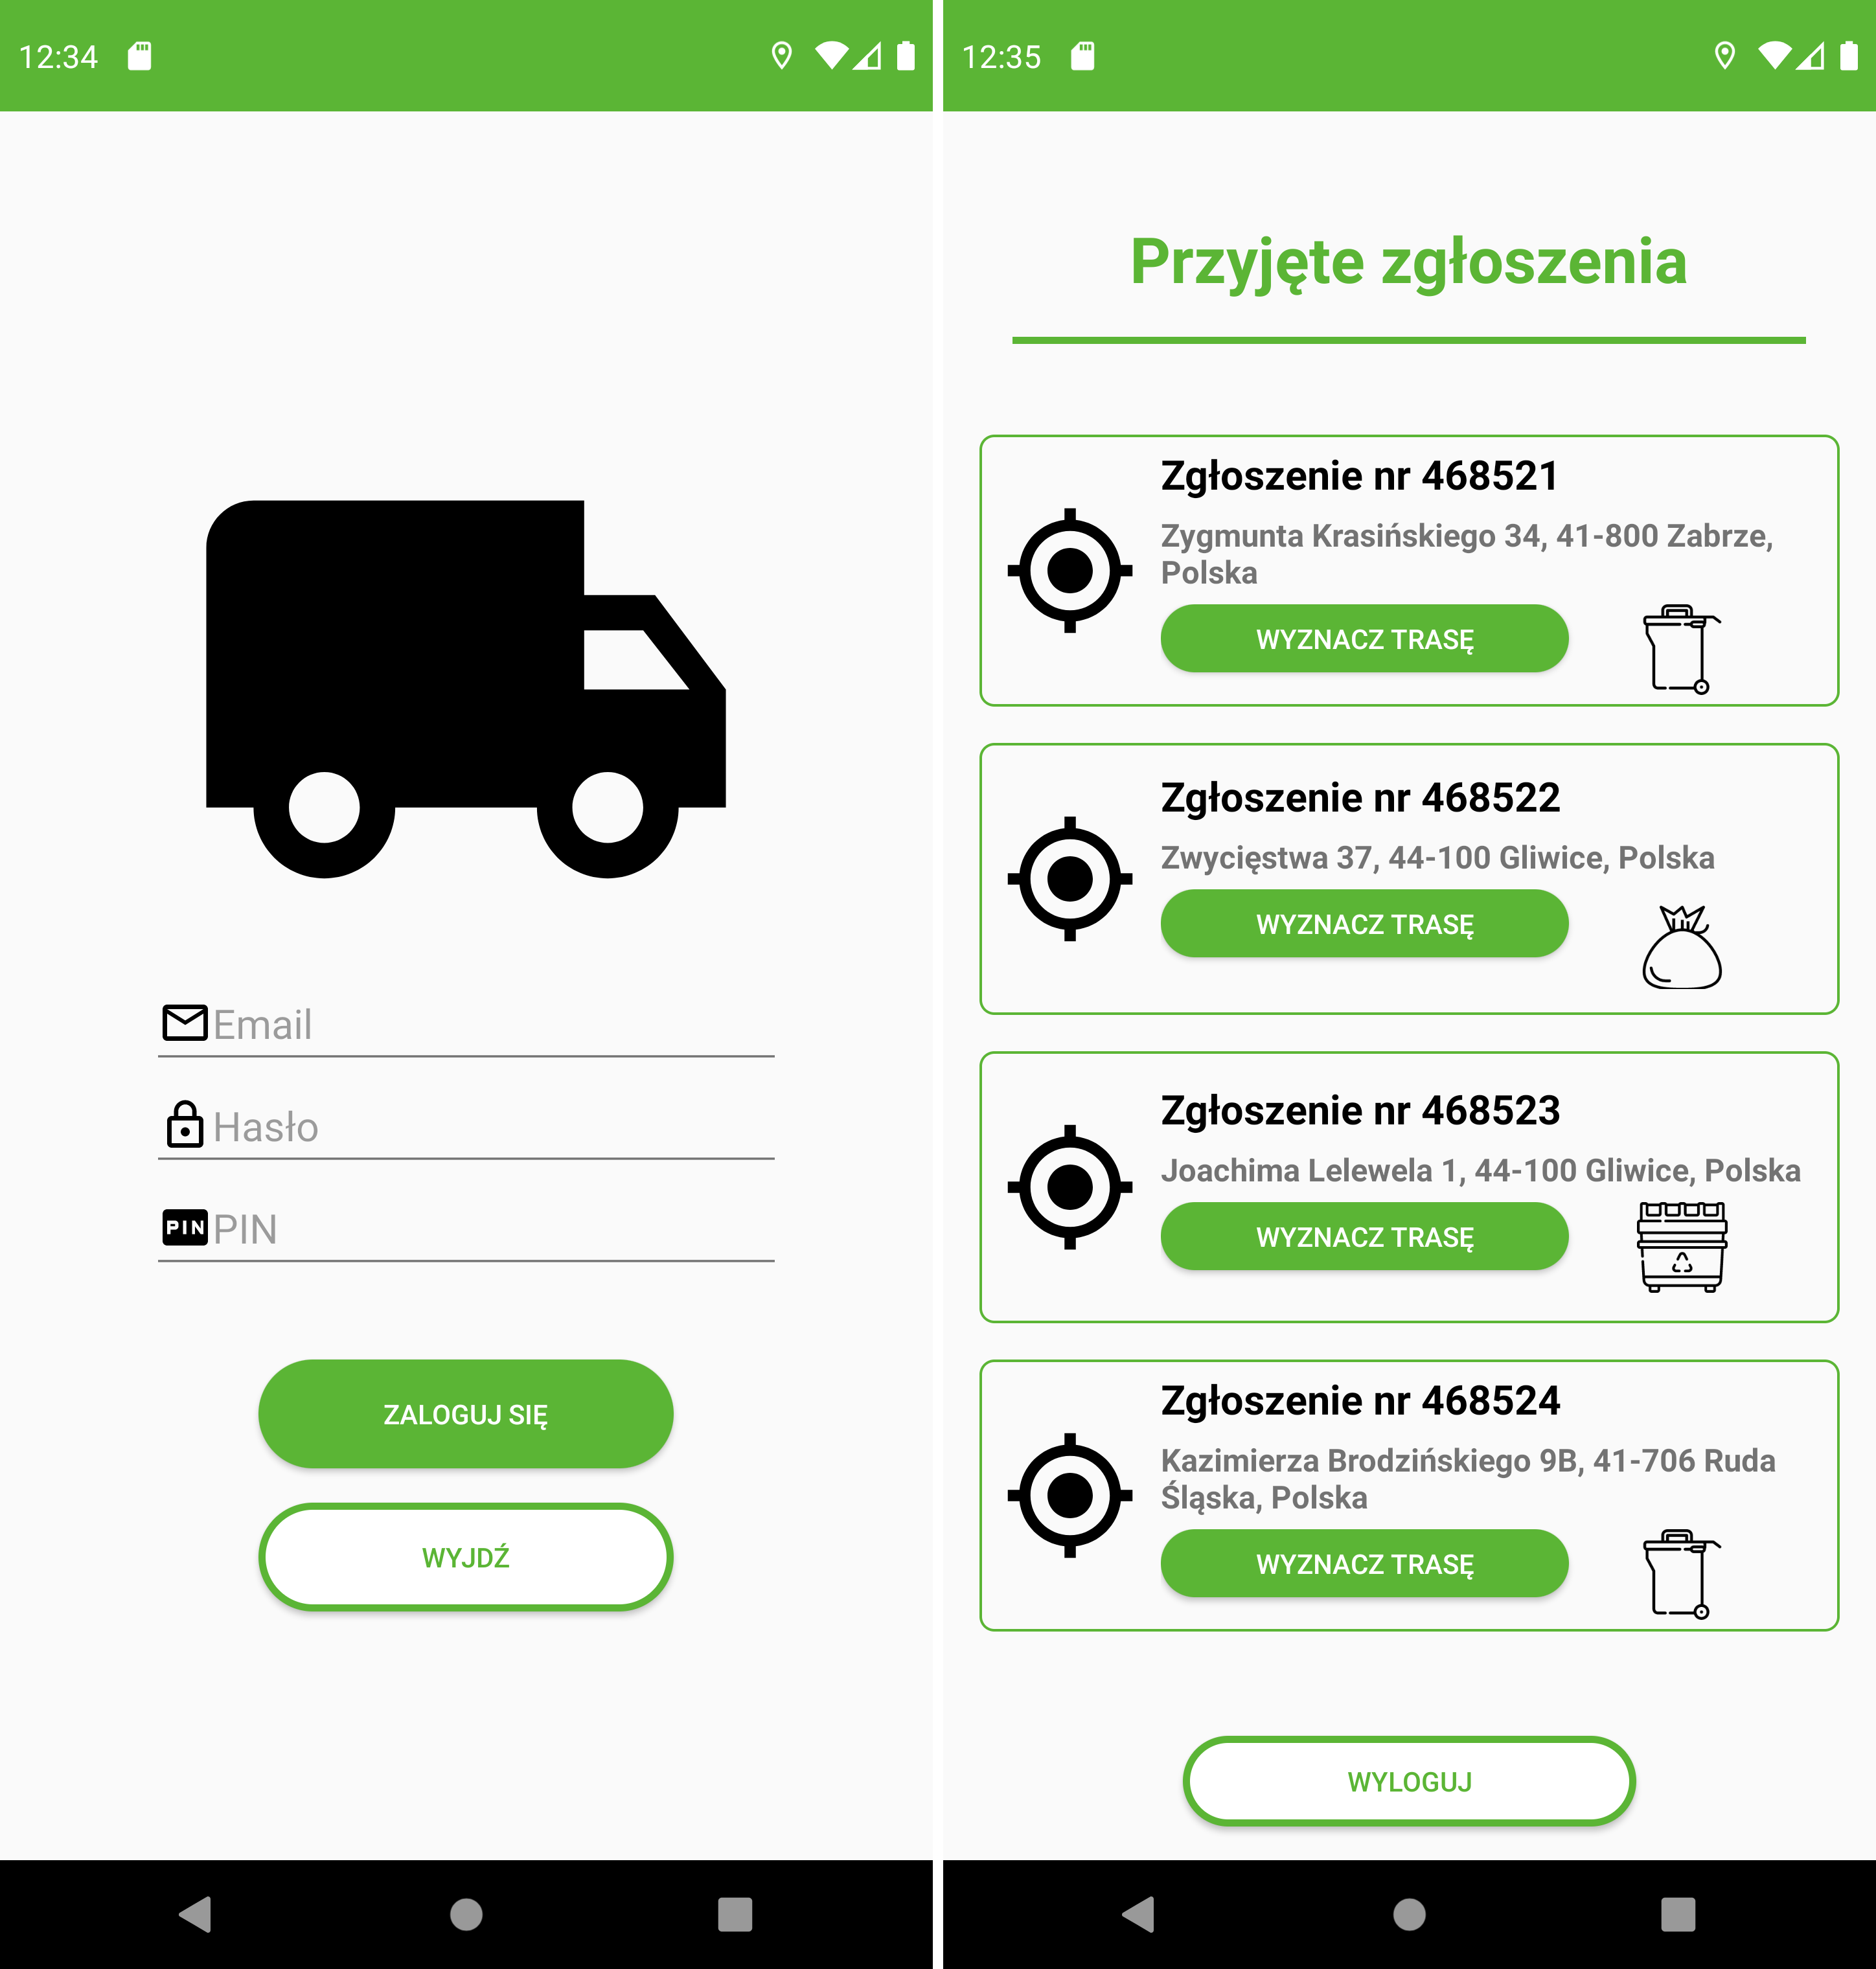 12:34
Email
Hasło
PIN PIN
ZALOGUJ SIĘ
WYJDŹ
12:35
Przyjęte zgłoszenia
Zgłoszenie nr 468521
Zygmunta Krasińskiego 34, 41-800 Zabrze,
Polska
WYZNACZ TRASĘ
Zgłoszenie nr 468522
Zwycięstwa 37, 44-100 Gliwice, Polska
WYZNACZ TRASĘ
Zgłoszenie nr 468523
Joachima Lelewela 1, 44-100 Gliwice, Polska
WYZNACZ TRASĘ
Zgłoszenie nr 468524
Kazimierza Brodzińskiego 9B, 41-706 Ruda
Śląska, Polska
WYZNACZ TRASĘ
WYLOGUJ